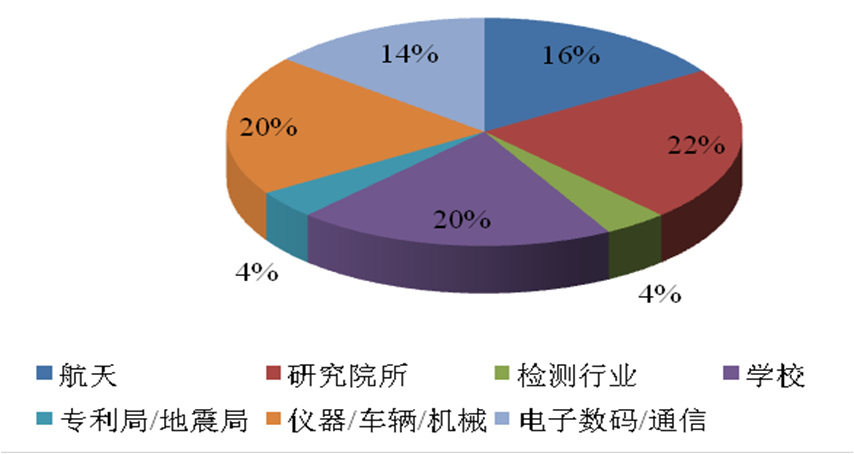 14%
16%
20%
22%
20%
4%
4%
航天
研究院所
检测行业
学校
专利局/地震局
仪器/车辆/机械
电子数码/通信